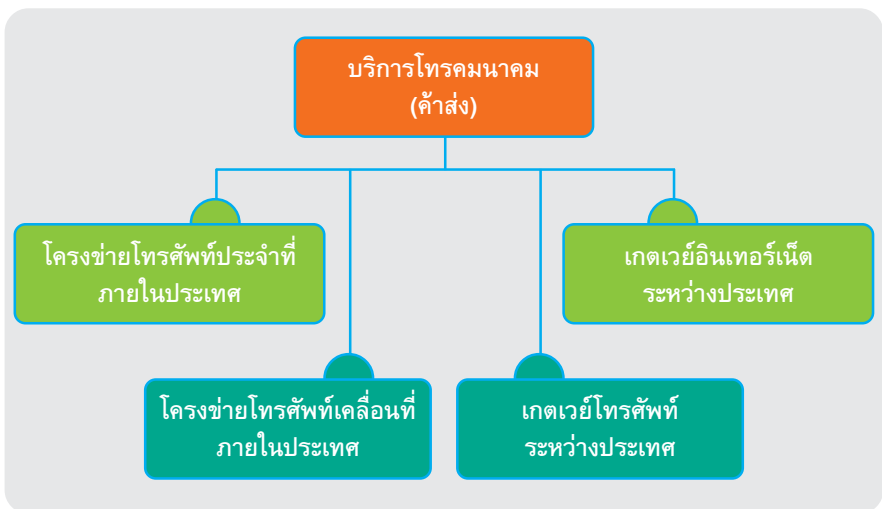 บริการโทรคมนาคม
(ค้าส่ง)
โครงข่ายโทรศัพท์ประจำที่
ภายในประเทศ
เกตเวย์อินเทอร์เน็ต
ระหว่างประเทศ
โครงข่ายโทรศัพท์เคลื่อนที่
ภายในประเทศ
เกตเวย์โทรศัพท์
ระหว่างประเทศ